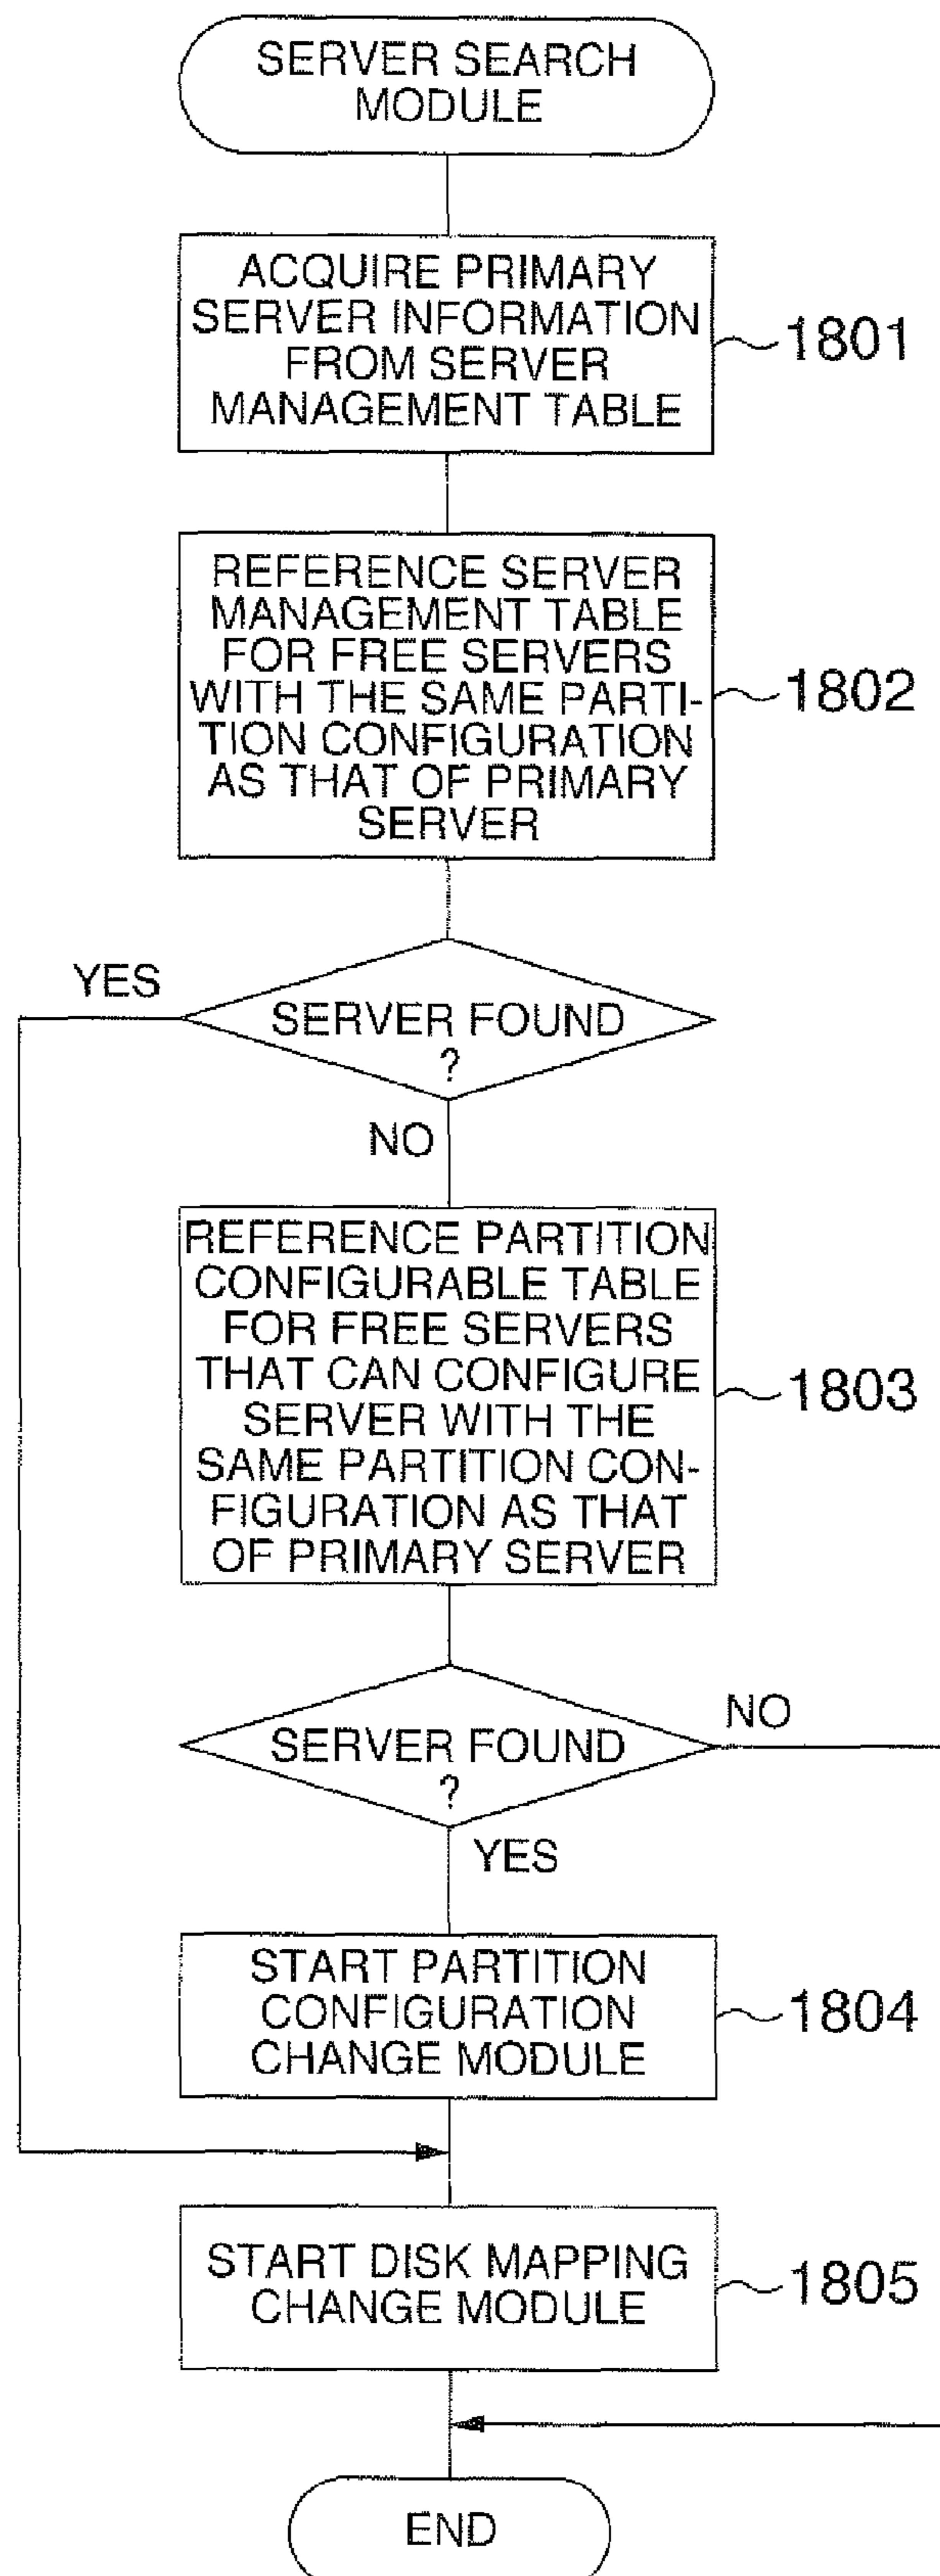 SERVER SEARCH
MODULE
ACQUIRE PRIMARY
SERVER INFORMATION
FROM SERVER
MANAGEMENT TABLE
1801
REFERENCE SERVER
MANAGEMENT TABLE
FOR FREE SERVERS
WITH THE SAME PARTI-
TION CONFIGURATION
AS THAT OF PRIMARY
SERVER
1802
YES
SERVER FOUND
?
NO
REFERENCE PARTITION
CONFIGURABLE TABLE
FOR FREE SERVERS
THAT CAN CONFIGURE
SERVER WITH THE
SAME PARTITION CON-
FIGURATION AS THAT
OF PRIMARY SERVER
1803
SERVER FOUND
?
NO
YES
START PARTITION
CONFIGURATION
CHANGE MODULE
1804
START DISK MAPPING
CHANGE MODULE
1805
END